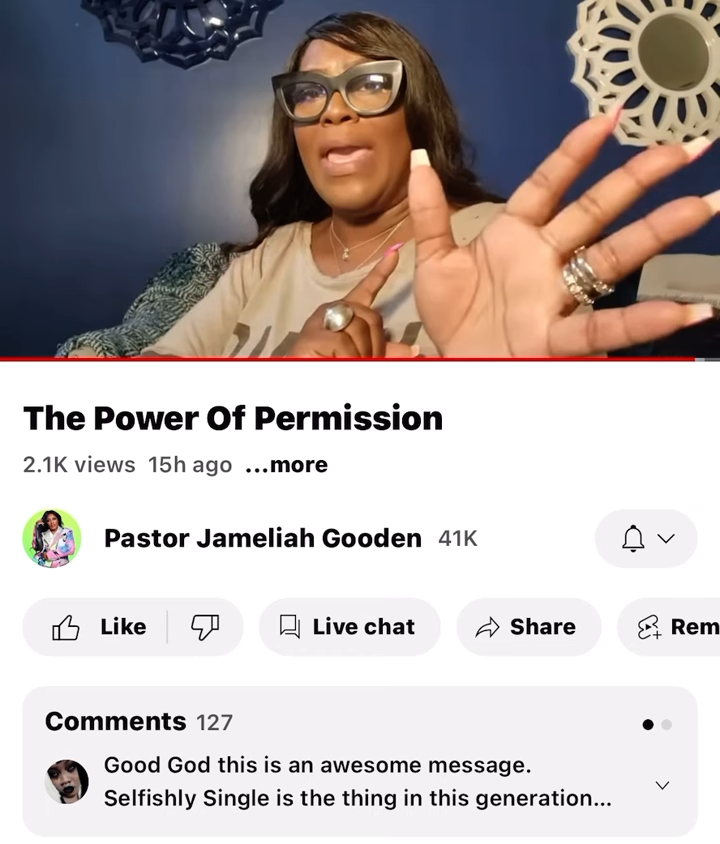 The Power Of Permission
2.1K views 15h ago ...more
Pastor Jameliah Gooden 41K
Like
Live chat
Share
Rem
Comments 127
Good God this is an awesome message.
Selfishly Single is the thing in this generation...